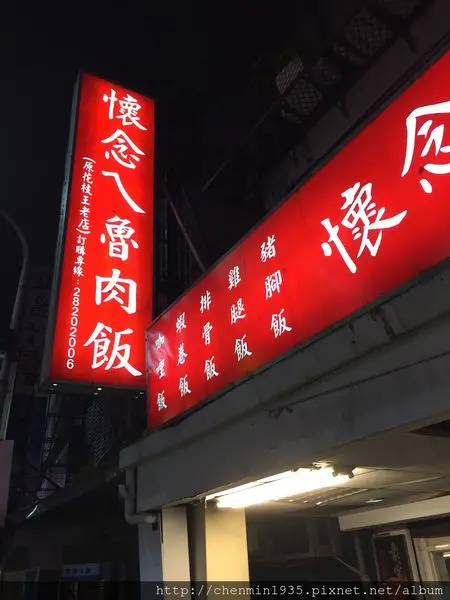 懷念ㄟ魯肉飯
(原花枝王老店)訂購專線：28202006
懷念
豬腳飯
雞腿飯
排骨飯
蝦卷飯
咖哩飯
http://chenmin1935.pixnet.net/album